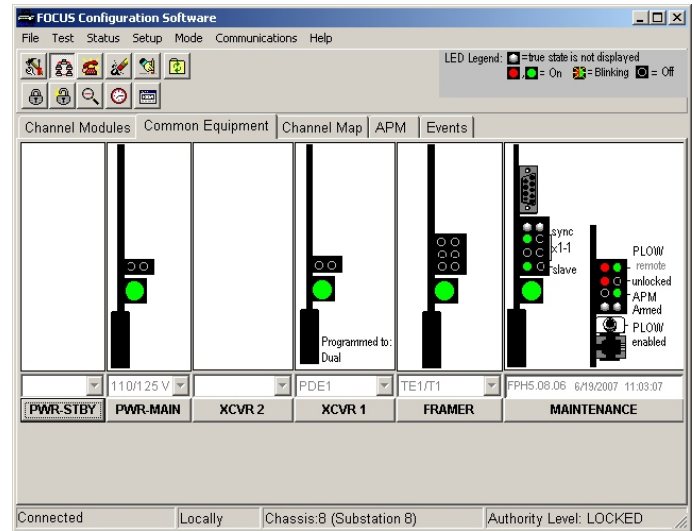 FOCUS Configuration Software
File Test Status Setup Mode Communications Help
LED Legend: =true state is not displayed
, = On = Blinking = Off
Channel Modules Common Equipment Channel Map APM Events
sync
x1-1
slave
PLOW
remote
unlocked
APM
Armed
PLOW
enabled
Programmed to:
Dual
110/125 V PDE1 TE1/T1 FPH5.08.06 6/19/2007 11:03:07
PWR-STBY PWR-MAIN XCVR 2 XCVR 1 FRAMER MAINTENANCE
Connected Locally Chassis:8 (Substation 8) Authority Level: LOCKED